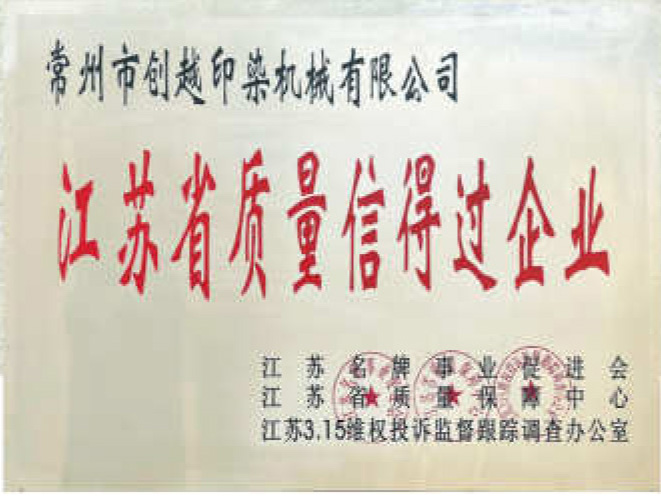 常州市创越印染机械有限公司
江苏省质量信得过企业
江苏名牌事业促进会
江苏省质量保障中心
江苏3.15维权投诉监督跟踪调查办公室